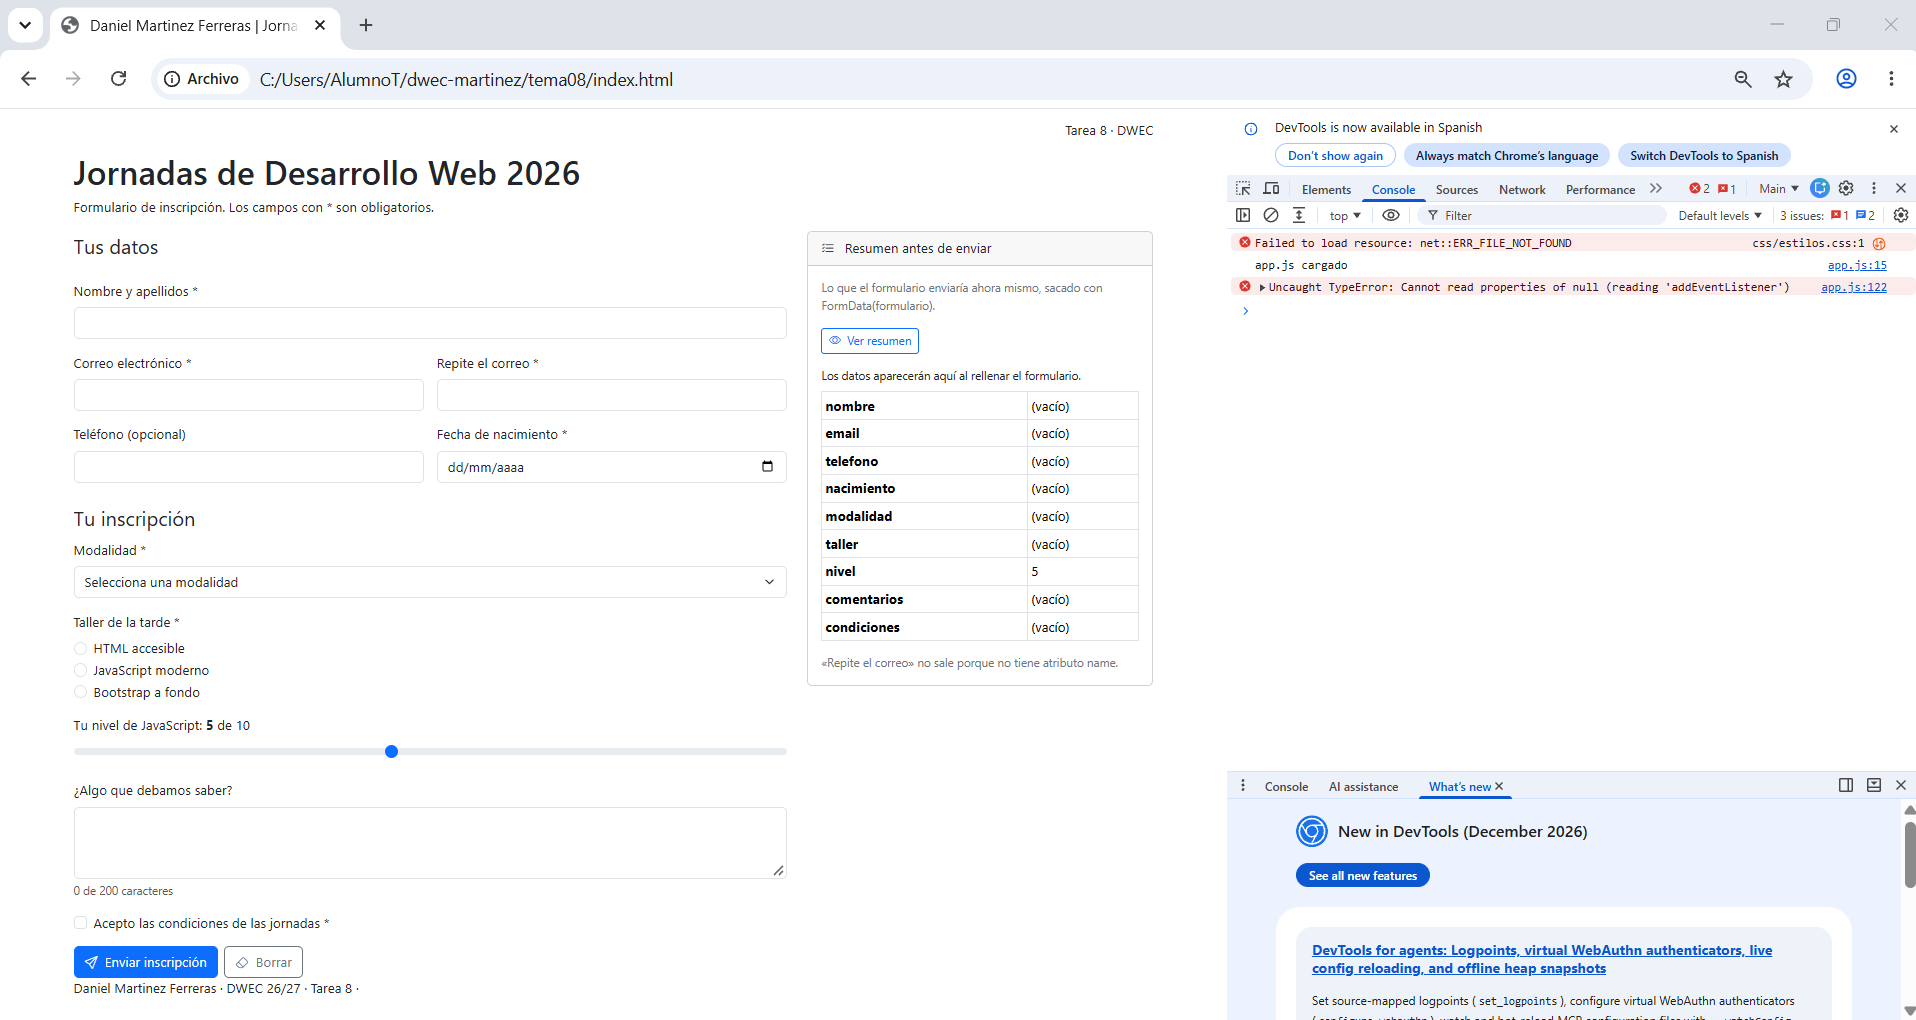 Daniel Martinez Ferreras | Jorna
Archivo
C:/Users/AlumnoT/dwec-martinez/tema08/index.html
Tarea 8 · DWEC
Jornadas de Desarrollo Web 2026
Formulario de inscripción. Los campos con * son obligatorios.
Tus datos
Nombre y apellidos *
Correo electrónico *
Repite el correo *
Teléfono (opcional)
Fecha de nacimiento *
dd/mm/aaaa
Tu inscripción
Modalidad *
Selecciona una modalidad
Taller de la tarde *
HTML accesible
JavaScript moderno
Bootstrap a fondo
Tu nivel de JavaScript: 5 de 10
¿Algo que debamos saber?
0 de 200 caracteres
Acepto las condiciones de las jornadas *
Enviar inscripción
Borrar
Daniel Martinez Ferreras · DWEC 26/27 · Tarea 8 ·
Resumen antes de enviar
Lo que el formulario enviaría ahora mismo, sacado con
FormData(formulario).
Ver resumen
Los datos aparecerán aquí al rellenar el formulario.
nombre (vacío)
email (vacío)
telefono (vacío)
nacimiento (vacío)
modalidad (vacío)
taller (vacío)
nivel 5
comentarios (vacío)
condiciones (vacío)
«Repite el correo» no sale porque no tiene atributo name.
DevTools is now available in Spanish
Don't show again
Always match Chrome's language
Switch DevTools to Spanish
Elements Console Sources Network Performance 2 1 Main
top Filter Default levels 3 issues: 1 2
Failed to load resource: net::ERR_FILE_NOT_FOUND css/estilos.css:1
app.js cargado app.js:15
Uncaught TypeError: Cannot read properties of null (reading 'addEventListener') app.js:122
Console AI assistance What's new
New in DevTools (December 2026)
See all new features
DevTools for agents: Logpoints, virtual WebAuthn authenticators, live
config reloading, and offline heap snapshots
Set source-mapped logpoints ( set_logpoints ), configure virtual WebAuthn authenticators